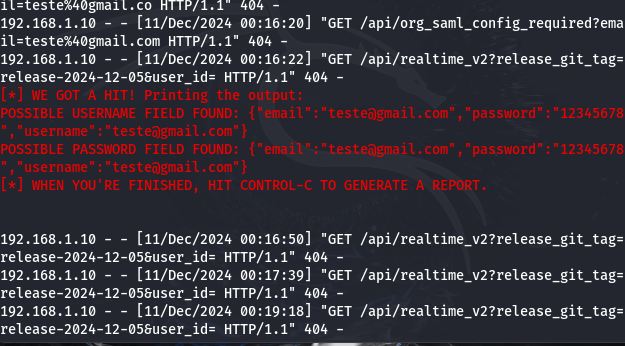 il=teste%40gmail.co HTTP/1.1" 404 -
192.168.1.10 - - [11/Dec/2024 00:16:20] "GET /api/org_saml_config_required?ema
il=teste%40gmail.com HTTP/1.1" 404 -
192.168.1.10 - - [11/Dec/2024 00:16:22] "GET /api/realtime_v2?release_git_tag=
release-2024-12-05&user_id= HTTP/1.1" 404 -
[*] WE GOT A HIT! Printing the output:
POSSIBLE USERNAME FIELD FOUND: {"email":"teste@gmail.com","password":"12345678
","username":"teste@gmail.com"}
POSSIBLE PASSWORD FIELD FOUND: {"email":"teste@gmail.com","password":"12345678
","username":"teste@gmail.com"}
[*] WHEN YOU'RE FINISHED, HIT CONTROL-C TO GENERATE A REPORT.
192.168.1.10 - - [11/Dec/2024 00:16:50] "GET /api/realtime_v2?release_git_tag=
release-2024-12-05&user_id= HTTP/1.1" 404 -
192.168.1.10 - - [11/Dec/2024 00:17:39] "GET /api/realtime_v2?release_git_tag=
release-2024-12-05&user_id= HTTP/1.1" 404 -
192.168.1.10 - - [11/Dec/2024 00:19:18] "GET /api/realtime_v2?release_git_tag=
release-2024-12-05&user_id= HTTP/1.1" 404 -